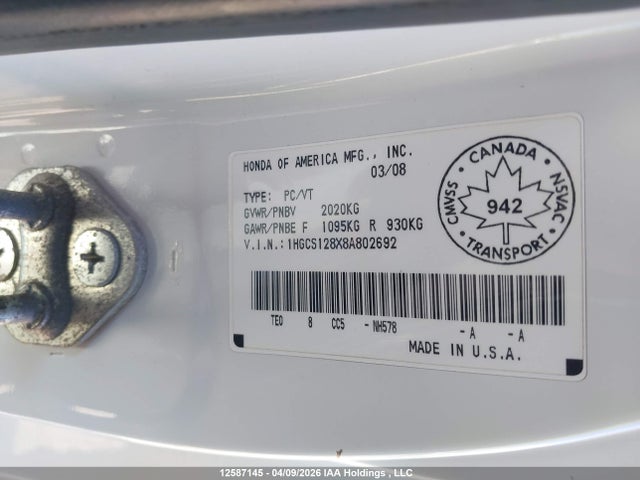 HONDA OF AMERICA MFG., INC.
03/08
TYPE: PC/VT
GVWR/PNBV 2020KG
GAWR/PNBE F 1095KG R 930KG
V.I.N.:1HGCS128X8A802692
TE0 8 CC5 - NH578 - A - A
MADE IN U.S.A.
CANADA
CMVSS
942
NSVAC
TRANSPORT
12587145 - 04/09/2026 IAA Holdings , LLC